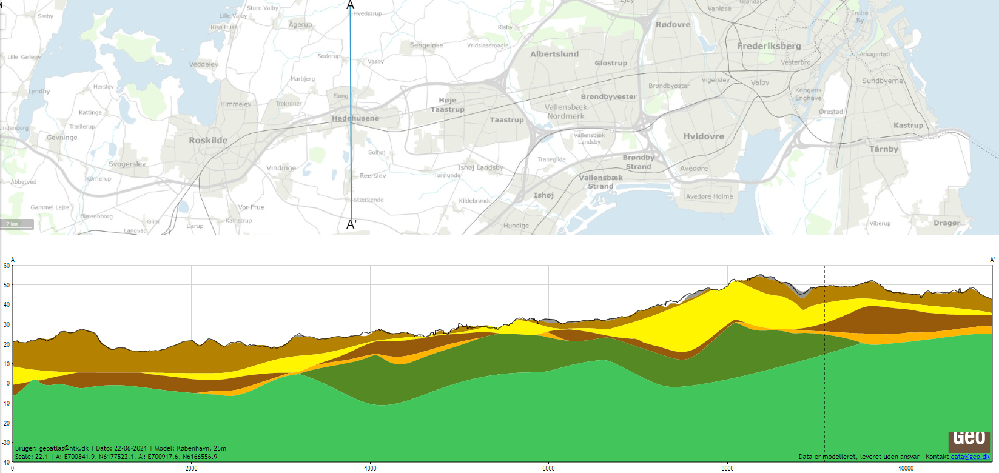 N
A
Store Valby
Hvedstrup
Ejby
Grøndal
Sæby
Lille Valby
Risø Huse
Ågerup
Risby
Rødovre
Vanløse
Indre
By
Sengeløse
Vridsløsemagle
Frederiksberg
Lille Karleby
Veddelev
Soderup
Vasby
Albertslund
Glostrup
Vesterbro
Amagerbro
Marbjerg
Vigerslev
Valby
Sundbyerne
Lyndby
Herslev
Fløng
Brøndbyøster
Kongens
Enghave
Himmelev
Trekroner
Høje
Taastrup
Brøndbyvester
Vallensbæk
Nordmark
Ørestad
Kattinge
Hedehusene
Taastrup
Lindenborg
Trællerup
Kastrup
Gevninge
Roskilde
Vallensbæk
Landsby
Hvidovre
Tårnby
Solhøj
Svogerslev
Vindinge
Tranegilde
Brøndby
Strand
Ishøj Landsby
Avedøre
Abbetved
Kornerup
Reerslev
Torslunde
Vallensbæk
Strand
Stærkende
Kildebrønde
Ishøj
Avedøre Holme
Gammel Lejre
Vor Frue
Blæsenborg
Glim
Kamstrup
A'
2 km
Langvad
Darup
Hundige
Viberup
Dragør
A
A'
60
50
40
30
20
10
0
-10
-20
-30
-40
GEO
Bruger: geoatlas@htk.dk | Dato: 22-06-2021 | Model: København, 25m
Scale: 22.1 | A: E700841.9, N6177522.1, A': E700917.6, N6166556.9
Data er modelleret, leveret uden ansvar - Kontakt data@geo.dk
0
2000
4000
6000
8000
10000